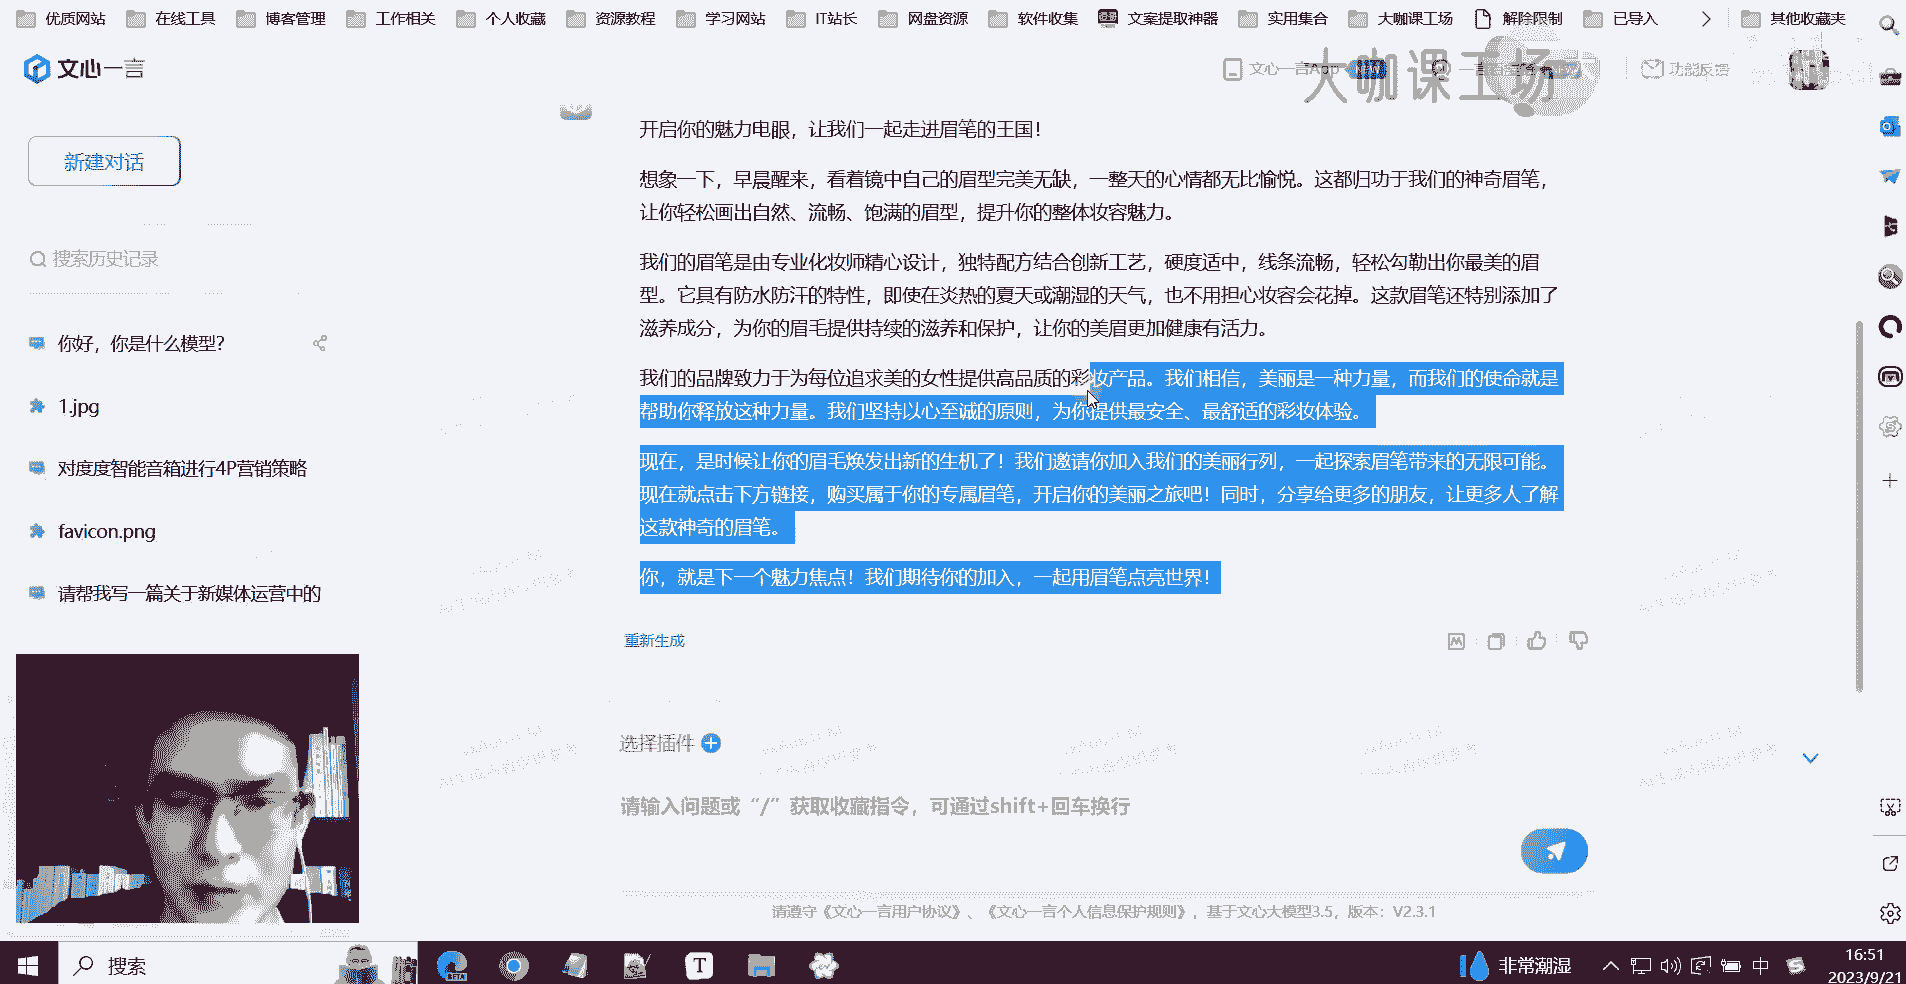 优质网站 在线工具 博客管理 工作相关 个人收藏 资源教程 学习网站 IT站长 网盘资源 软件收集 文案提取神器 实用集合 大咖课工场 解除限制 已导入 其他收藏夹
文心一言
文心一言App
功能反馈
大咖课工场
新建对话
搜索历史记录
你好，你是什么模型？
1.jpg
对度度智能音箱进行4P营销策略
favicon.png
请帮我写一篇关于新媒体运营中的
开启你的魅力电眼，让我们一起走进眉笔的王国！
想象一下，早晨醒来，看着镜中自己的眉型完美无缺，一整天的心情都无比愉悦。这都归功于我们的神奇眉笔，
让你轻松画出自然、流畅、饱满的眉型，提升你的整体妆容魅力。
我们的眉笔是由专业化妆师精心设计，独特配方结合创新工艺，硬度适中，线条流畅，轻松勾勒出你最美的眉
型。它具有防水防汗的特性，即使在炎热的夏天或潮湿的天气，也不用担心妆容会花掉。这款眉笔还特别添加了
滋养成分，为你的眉毛提供持续的滋养和保护，让你的美眉更加健康有活力。
我们的品牌致力于为每位追求美的女性提供高品质的彩妆产品。我们相信，美丽是一种力量，而我们的使命就是
帮助你释放这种力量。我们坚持以心至诚的原则，为你提供最安全、最舒适的彩妆体验。
现在，是时候让你的眉毛焕发出新的生机了！我们邀请你加入我们的美丽行列，一起探索眉笔带来的无限可能。
现在就点击下方链接，购买属于你的专属眉笔，开启你的美丽之旅吧！同时，分享给更多的朋友，让更多人了解
这款神奇的眉笔。
你，就是下一个魅力焦点！我们期待你的加入，一起用眉笔点亮世界！
重新生成
选择插件
请输入问题或“/”获取收藏指令，可通过shift+回车换行
请遵守《文心一言用户协议》、《文心一言个人信息保护规则》，基于文心大模型3.5，版本：V2.3.1
搜索
BETA
T
非常潮湿
中
16:51
2023/9/21